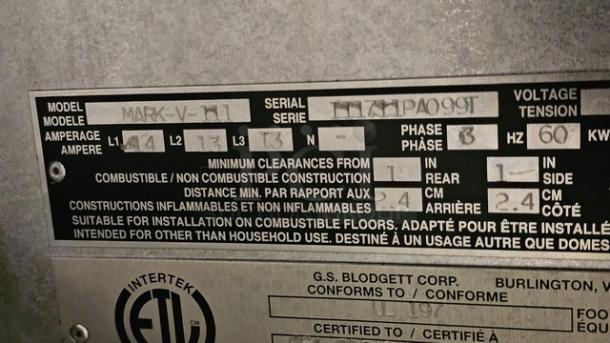 MODEL MODELE MARK-V-111 SERIAL SERIE PA099T VOLTAGE TENSION
AMPERAGE AMPERE L1 14 L2 13 L3 13 N - PHASE PHASE 3 HZ 60 KW
MINIMUM CLEARANCES FROM
COMBUSTIBLE / NON COMBUSTIBLE CONSTRUCTION 1 IN REAR 1 IN SIDE
DISTANCE MIN. PAR RAPPORT AUX
CONSTRUCTIONS INFLAMMABLES ET NON INFLAMMABLES 2.4 CM ARRIÈRE 2.4 CM CÔTÉ
SUITABLE FOR INSTALLATION ON COMBUSTIBLE FLOORS. ADAPTÉ POUR ÊTRE INSTALLÉ
INTENDED FOR OTHER THAN HOUSEHOLD USE. DESTINÉ À UN USAGE AUTRE QUE DOMES
INTERTEK
ETL CM
G.S. BLODGETT CORP. BURLINGTON, V
CONFORMS TO / CONFORME
UL 197
FOO
ÉQU
CERTIFIED TO / CERTIFIÉ À